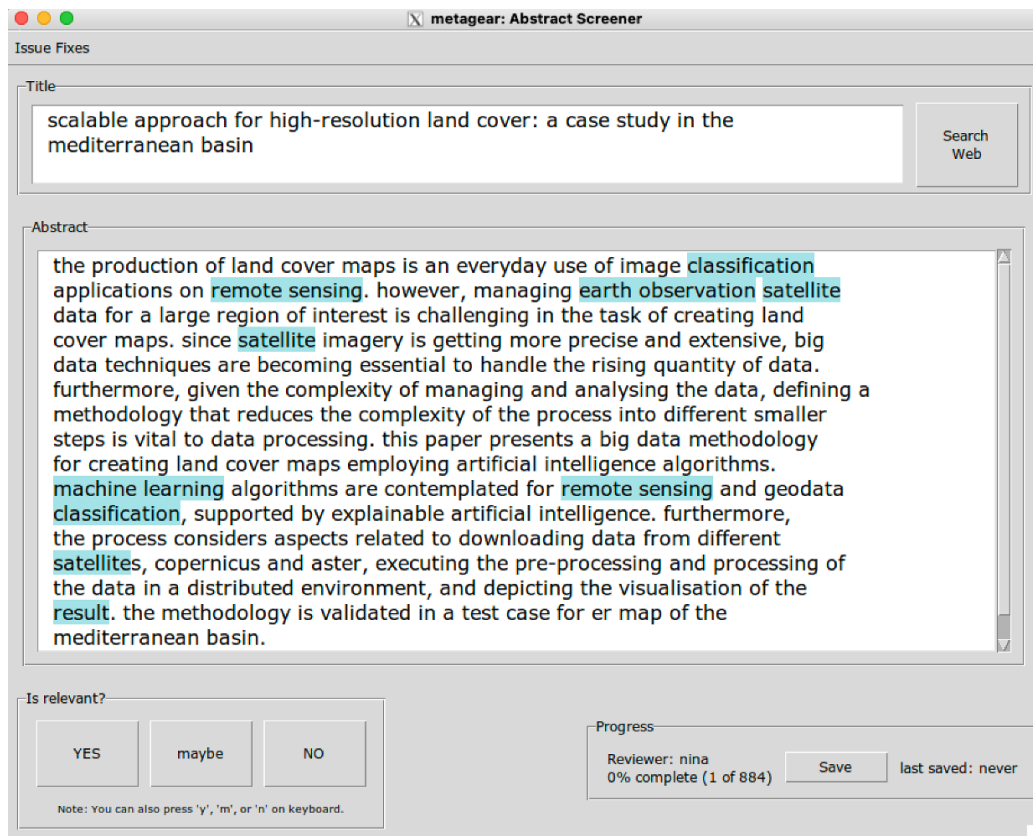 metagear: Abstract Screener
Issue Fixes
Title
scalable approach for high-resolution land cover: a case study in the
mediterranean basin
Search
Web
Abstract
the production of land cover maps is an everyday use of image classification
applications on remote sensing. however, managing earth observation satellite
data for a large region of interest is challenging in the task of creating land
cover maps. since satellite imagery is getting more precise and extensive, big
data techniques are becoming essential to handle the rising quantity of data.
furthermore, given the complexity of managing and analysing the data, defining a
methodology that reduces the complexity of the process into different smaller
steps is vital to data processing. this paper presents a big data methodology
for creating land cover maps employing artificial intelligence algorithms.
machine learning algorithms are contemplated for remote sensing and geodata
classification, supported by explainable artificial intelligence. furthermore,
the process considers aspects related to downloading data from different
satellites, copernicus and aster, executing the pre-processing and processing of
the data in a distributed environment, and depicting the visualisation of the
result. the methodology is validated in a test case for er map of the
mediterranean basin.
Is relevant?
YES
maybe
NO
Note: You can also press 'y', 'm', or 'n' on keyboard.
Progress
Reviewer: nina
0% complete (1 of 884)
Save
last saved: never